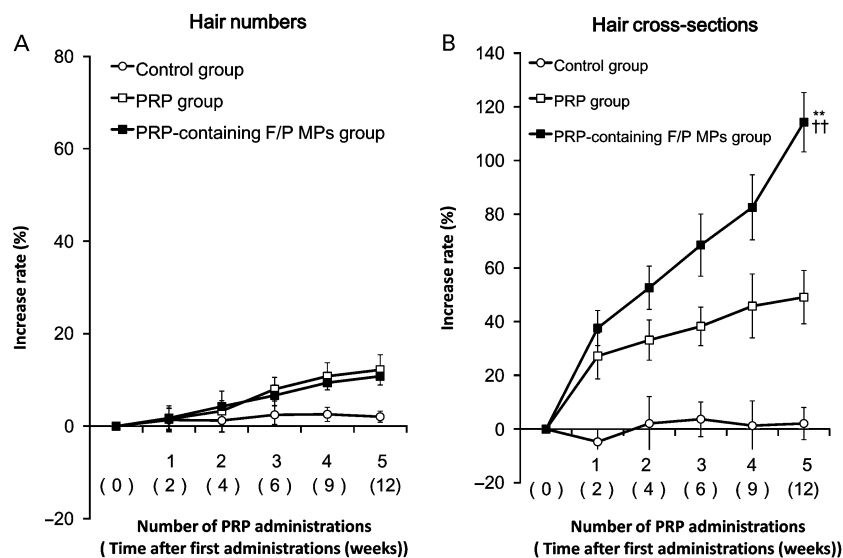 Hair numbers
A
80
60
40
20
0
−20
Increase rate (%)
Control group
PRP group
PRP-containing F/P MPs group
1 2 3 4 5
( 0 ) ( 2 ) ( 4 ) ( 6 ) ( 9 ) (12)
Number of PRP administrations
( Time after first administrations (weeks))
Hair cross-sections
B
140
120
100
80
60
40
20
0
−20
Increase rate (%)
Control group
PRP group
PRP-containing F/P MPs group
**
††
1 2 3 4 5
( 0 ) ( 2 ) ( 4 ) ( 6 ) ( 9 ) (12)
Number of PRP administrations
( Time after first administrations (weeks))